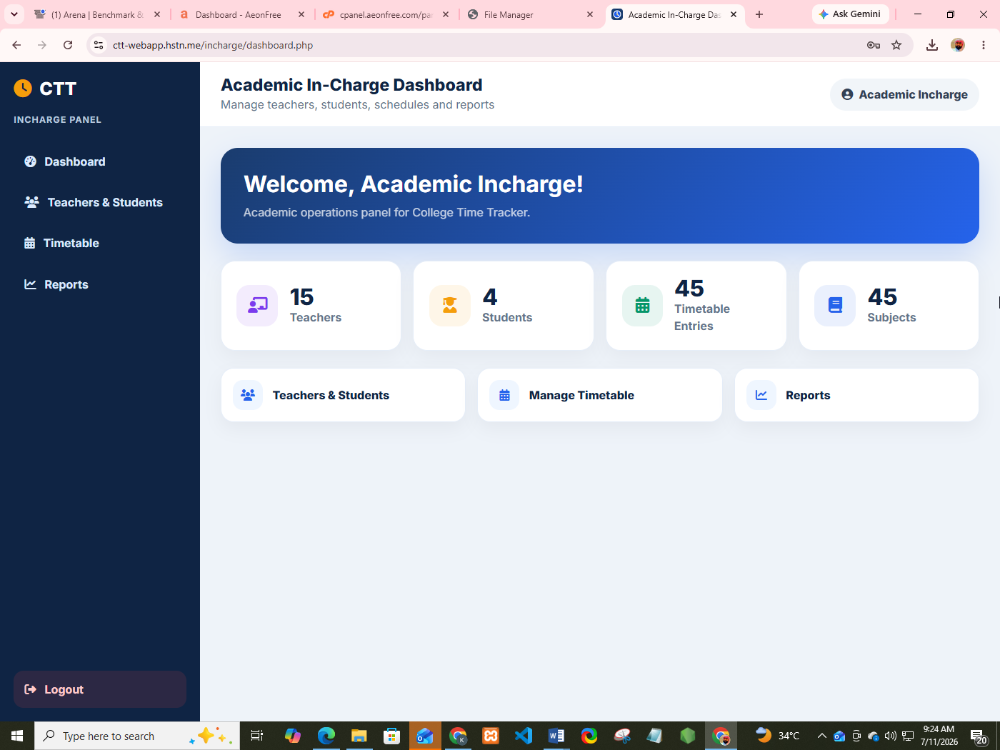 (1) Arena | Benchmark &
Dashboard - AeonFree
cpanel.aeonfree.com/pa
File Manager
Academic In-Charge Das
Ask Gemini
ctt-webapp.hstn.me/incharge/dashboard.php
CTT
INCHARGE PANEL
Dashboard
Teachers & Students
Timetable
Reports
Logout
Academic In-Charge Dashboard
Manage teachers, students, schedules and reports
Academic Incharge
Welcome, Academic Incharge!
Academic operations panel for College Time Tracker.
15
Teachers
4
Students
45
Timetable
Entries
45
Subjects
Teachers & Students
Manage Timetable
Reports
Type here to search
34°C
9:24 AM
7/11/2026
20